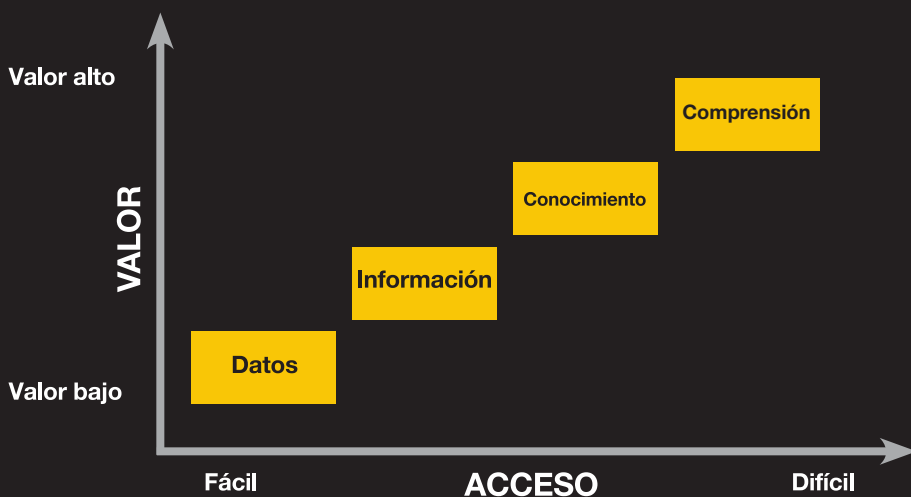 Valor alto
Comprensión
Conocimiento
VALOR
Información
Datos
Valor bajo
Fácil
ACCESO
Difícil